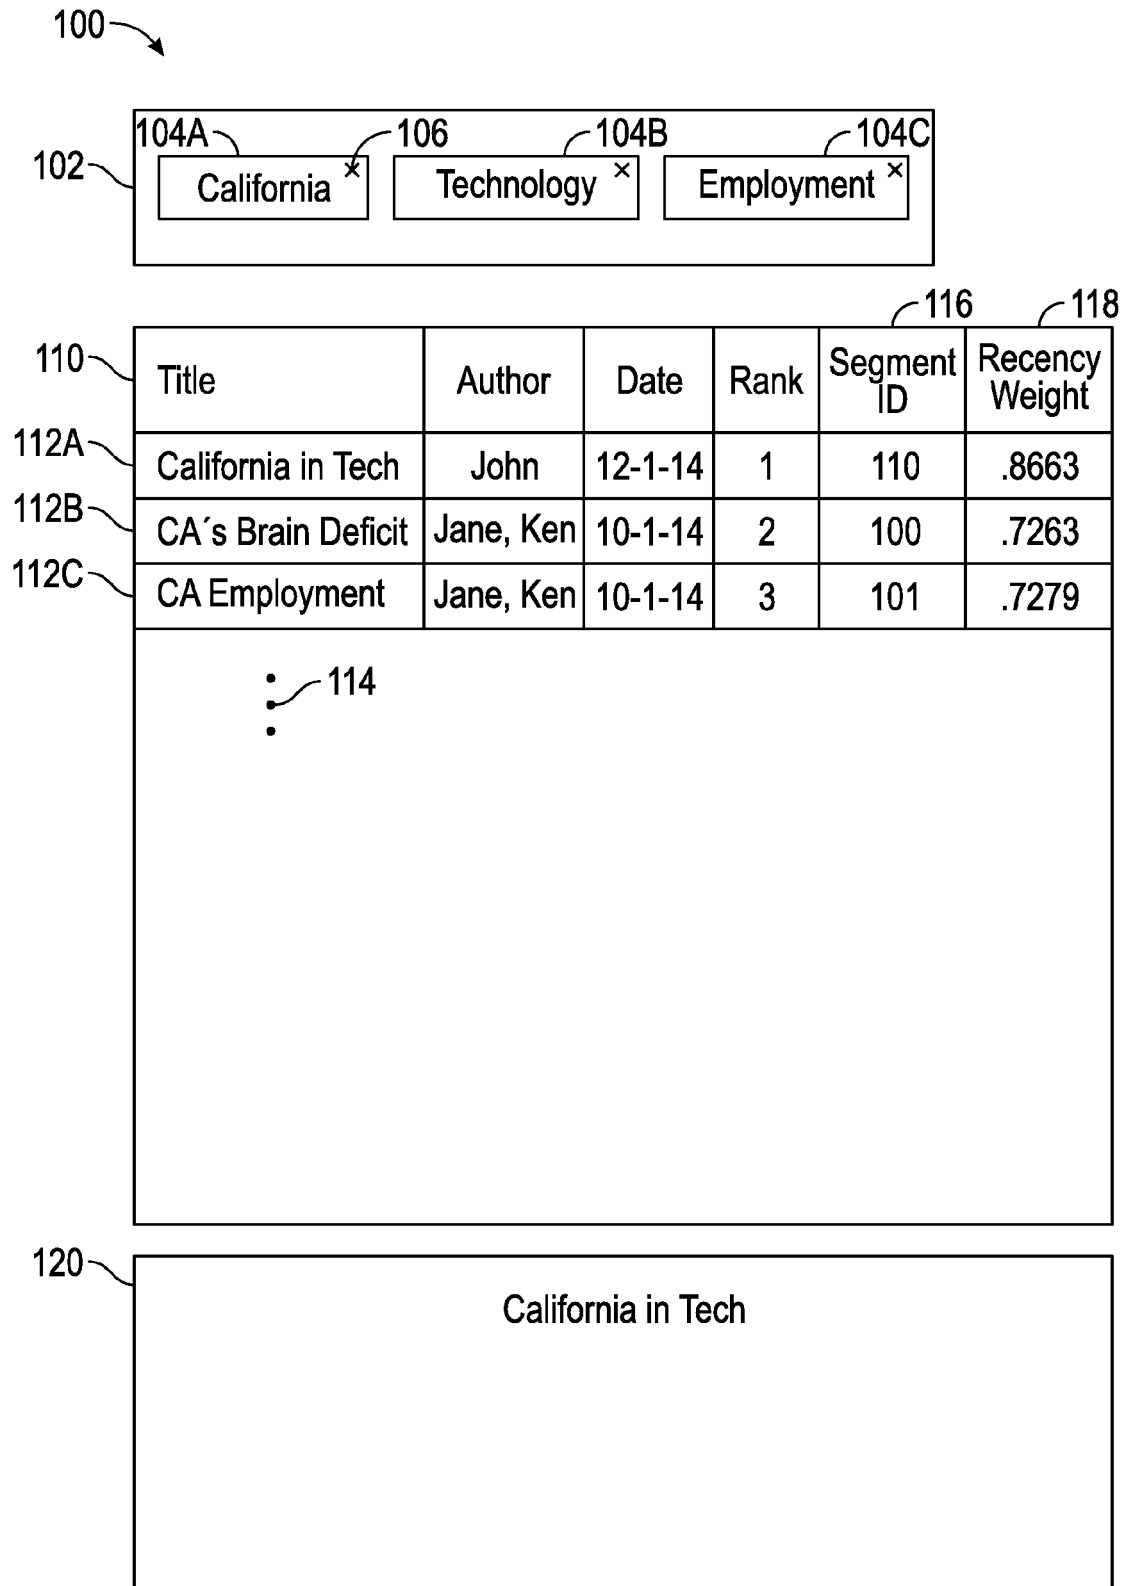 100
104A 106 104B 104C
102
California × Technology × Employment ×
116 118
110
Title Author Date Rank Segment ID Recency Weight
112A
California in Tech John 12-1-14 1 110 .8663
112B
CA´s Brain Deficit Jane, Ken 10-1-14 2 100 .7263
112C
CA Employment Jane, Ken 10-1-14 3 101 .7279
114
120
California in Tech